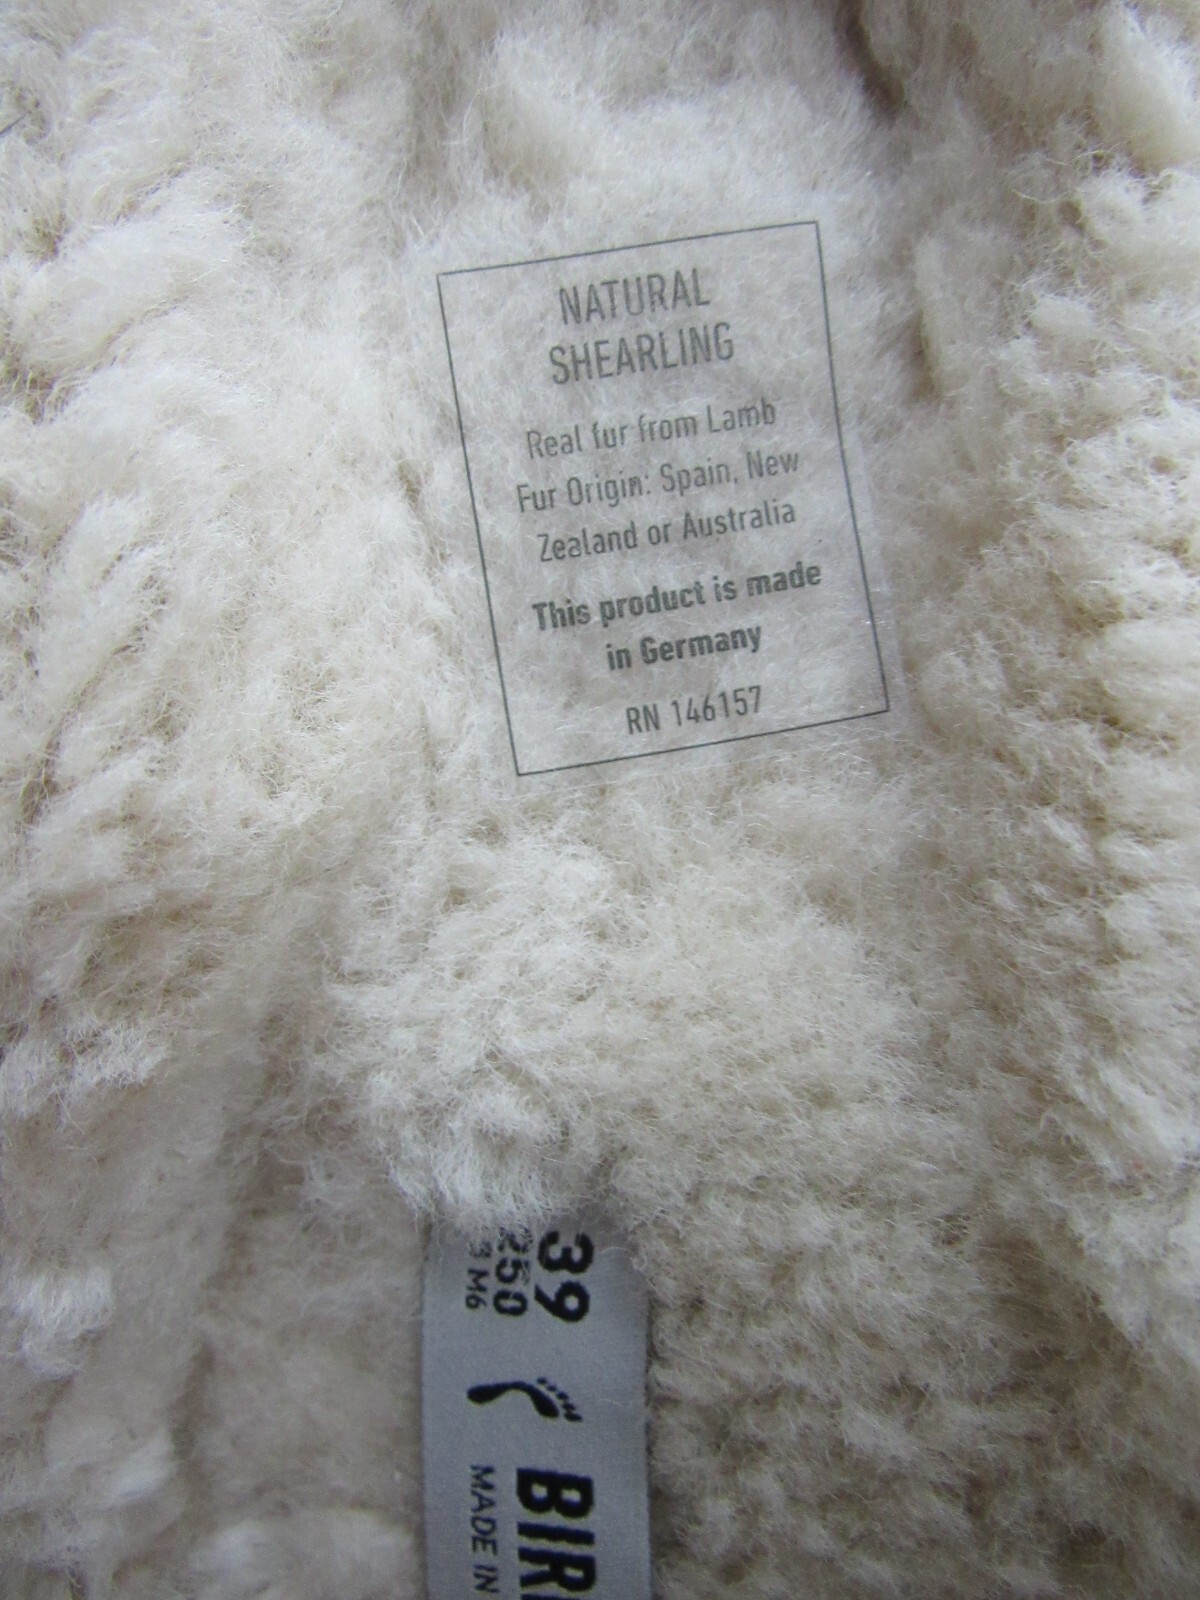 NATURAL
SHEARLING
Real fur from Lamb
Fur Origin: Spain, New
Zealand or Australia
This product is made
in Germany
RN 146157
39
250
3 M6
BIR
MADE IN